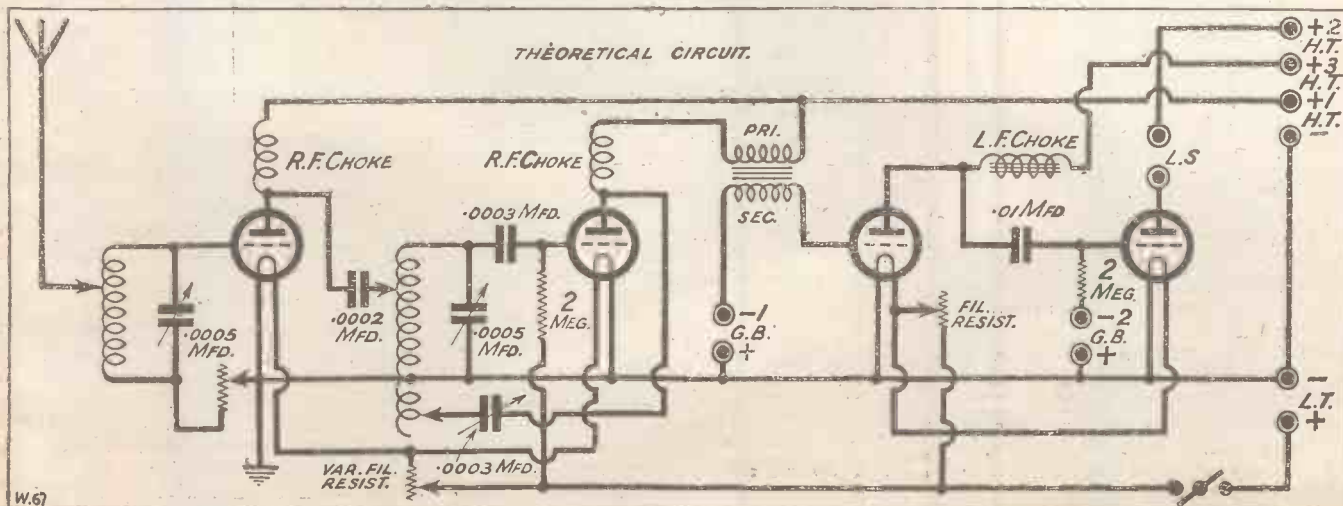 THEORETICAL CIRCUIT.
+2
H.T.
+3
H.T.
+1
H.T.
-
R.F. CHOKE
R.F. CHOKE
PRI.
SEC.
L.F. CHOKE
L.S
.0003 MFD.
.01 MFD
.0005
MFD.
.0002
MFD.
.0005
MFD.
2
MEG.
-1
G.B.
+
FIL.
RESIST.
2
MEG.
-2
G.B.
+
-
L.T.
+
VAR. FIL.
RESIST.
.0003 MFD.
W.67